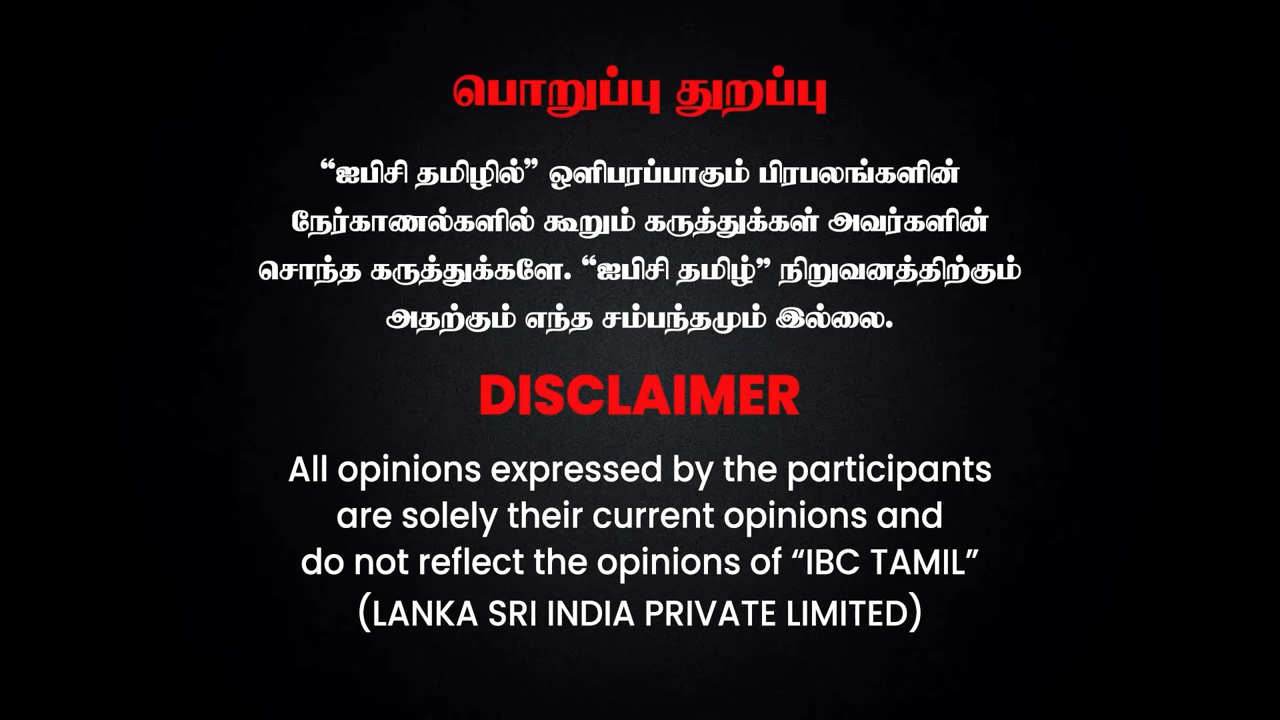 பொறுப்பு துறப்பு
“ஐபிசி தமிழில்” ஒளிபரப்பாகும் பிரபலங்களின்
நேர்காணல்களில் கூறும் கருத்துக்கள் அவர்களின்
சொந்த கருத்துக்களே. “ஐபிசி தமிழ்” நிறுவனத்திற்கும்
அதற்கும் எந்த சம்பந்தமும் இல்லை.
DISCLAIMER
All opinions expressed by the participants
are solely their current opinions and
do not reflect the opinions of “IBC TAMIL”
(LANKA SRI INDIA PRIVATE LIMITED)